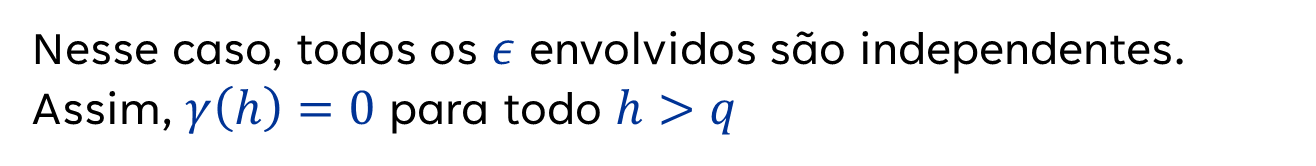 Nesse caso, todos os ϵ envolvidos são independentes.
Assim, γ(h) = 0 para todo h > q